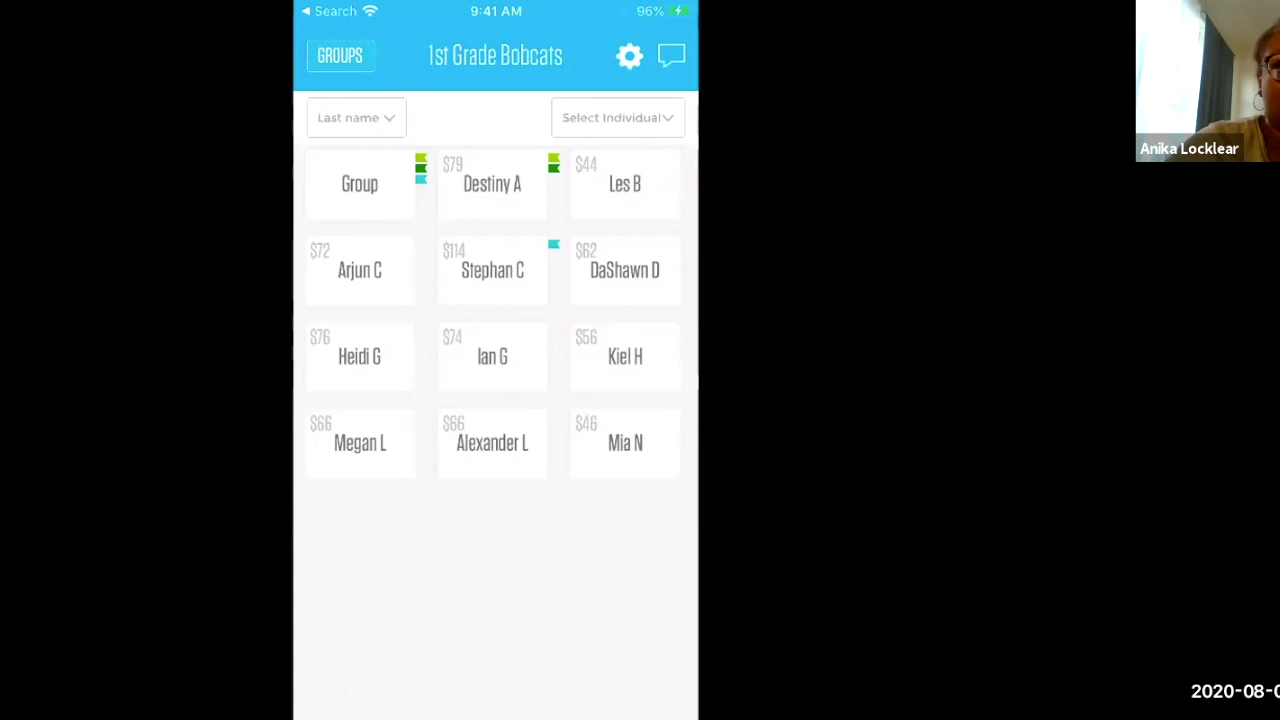 Search
9:41 AM
96%
GROUPS
1st Grade Bobcats
Last name
Select Individual
Group
$79
Destiny A
$44
Les B
$72
Arjun C
$114
Stephan C
$62
DaShawn D
$76
Heidi G
$74
Ian G
$56
Kiel H
$66
Megan L
$66
Alexander L
$46
Mia N
Anika Locklear
2020-08-0